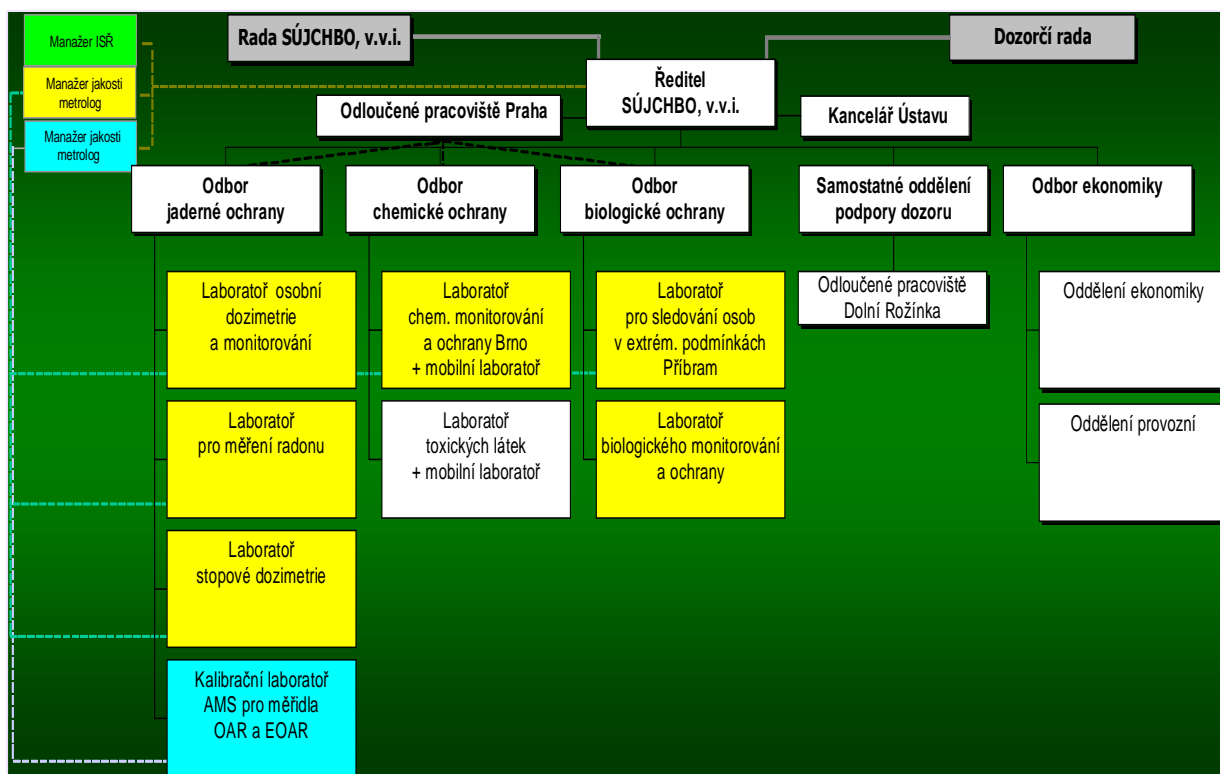 Manažer ISŘ
Manažer jakosti
metrolog
Manažer jakosti
metrolog
Rada SÚJCHBO, v.v.i.
Dozorčí rada
Ředitel
SÚJCHBO, v.v.i.
Odloučené pracoviště Praha
Kancelář Ústavu
Odbor
jaderné ochrany
Odbor
chemické ochrany
Odbor
biologické ochrany
Samostatné oddělení
podpory dozoru
Odbor ekonomiky
Laboratoř osobní
dozimetrie
a monitorování
Laboratoř
chem. monitorování
a ochrany Brno
+ mobilní laboratoř
Laboratoř
pro sledování osob
v extrém. podmínkách
Příbram
Odloučené pracoviště
Dolní Rožínka
Oddělení ekonomiky
Laboratoř
pro měření radonu
Laboratoř
toxických látek
+ mobilní laboratoř
Laboratoř
biologického monitorování
a ochrany
Oddělení provozní
Laboratoř
stopové dozimetrie
Kalibrační laboratoř
AMS pro měřidla
OAR a EOAR